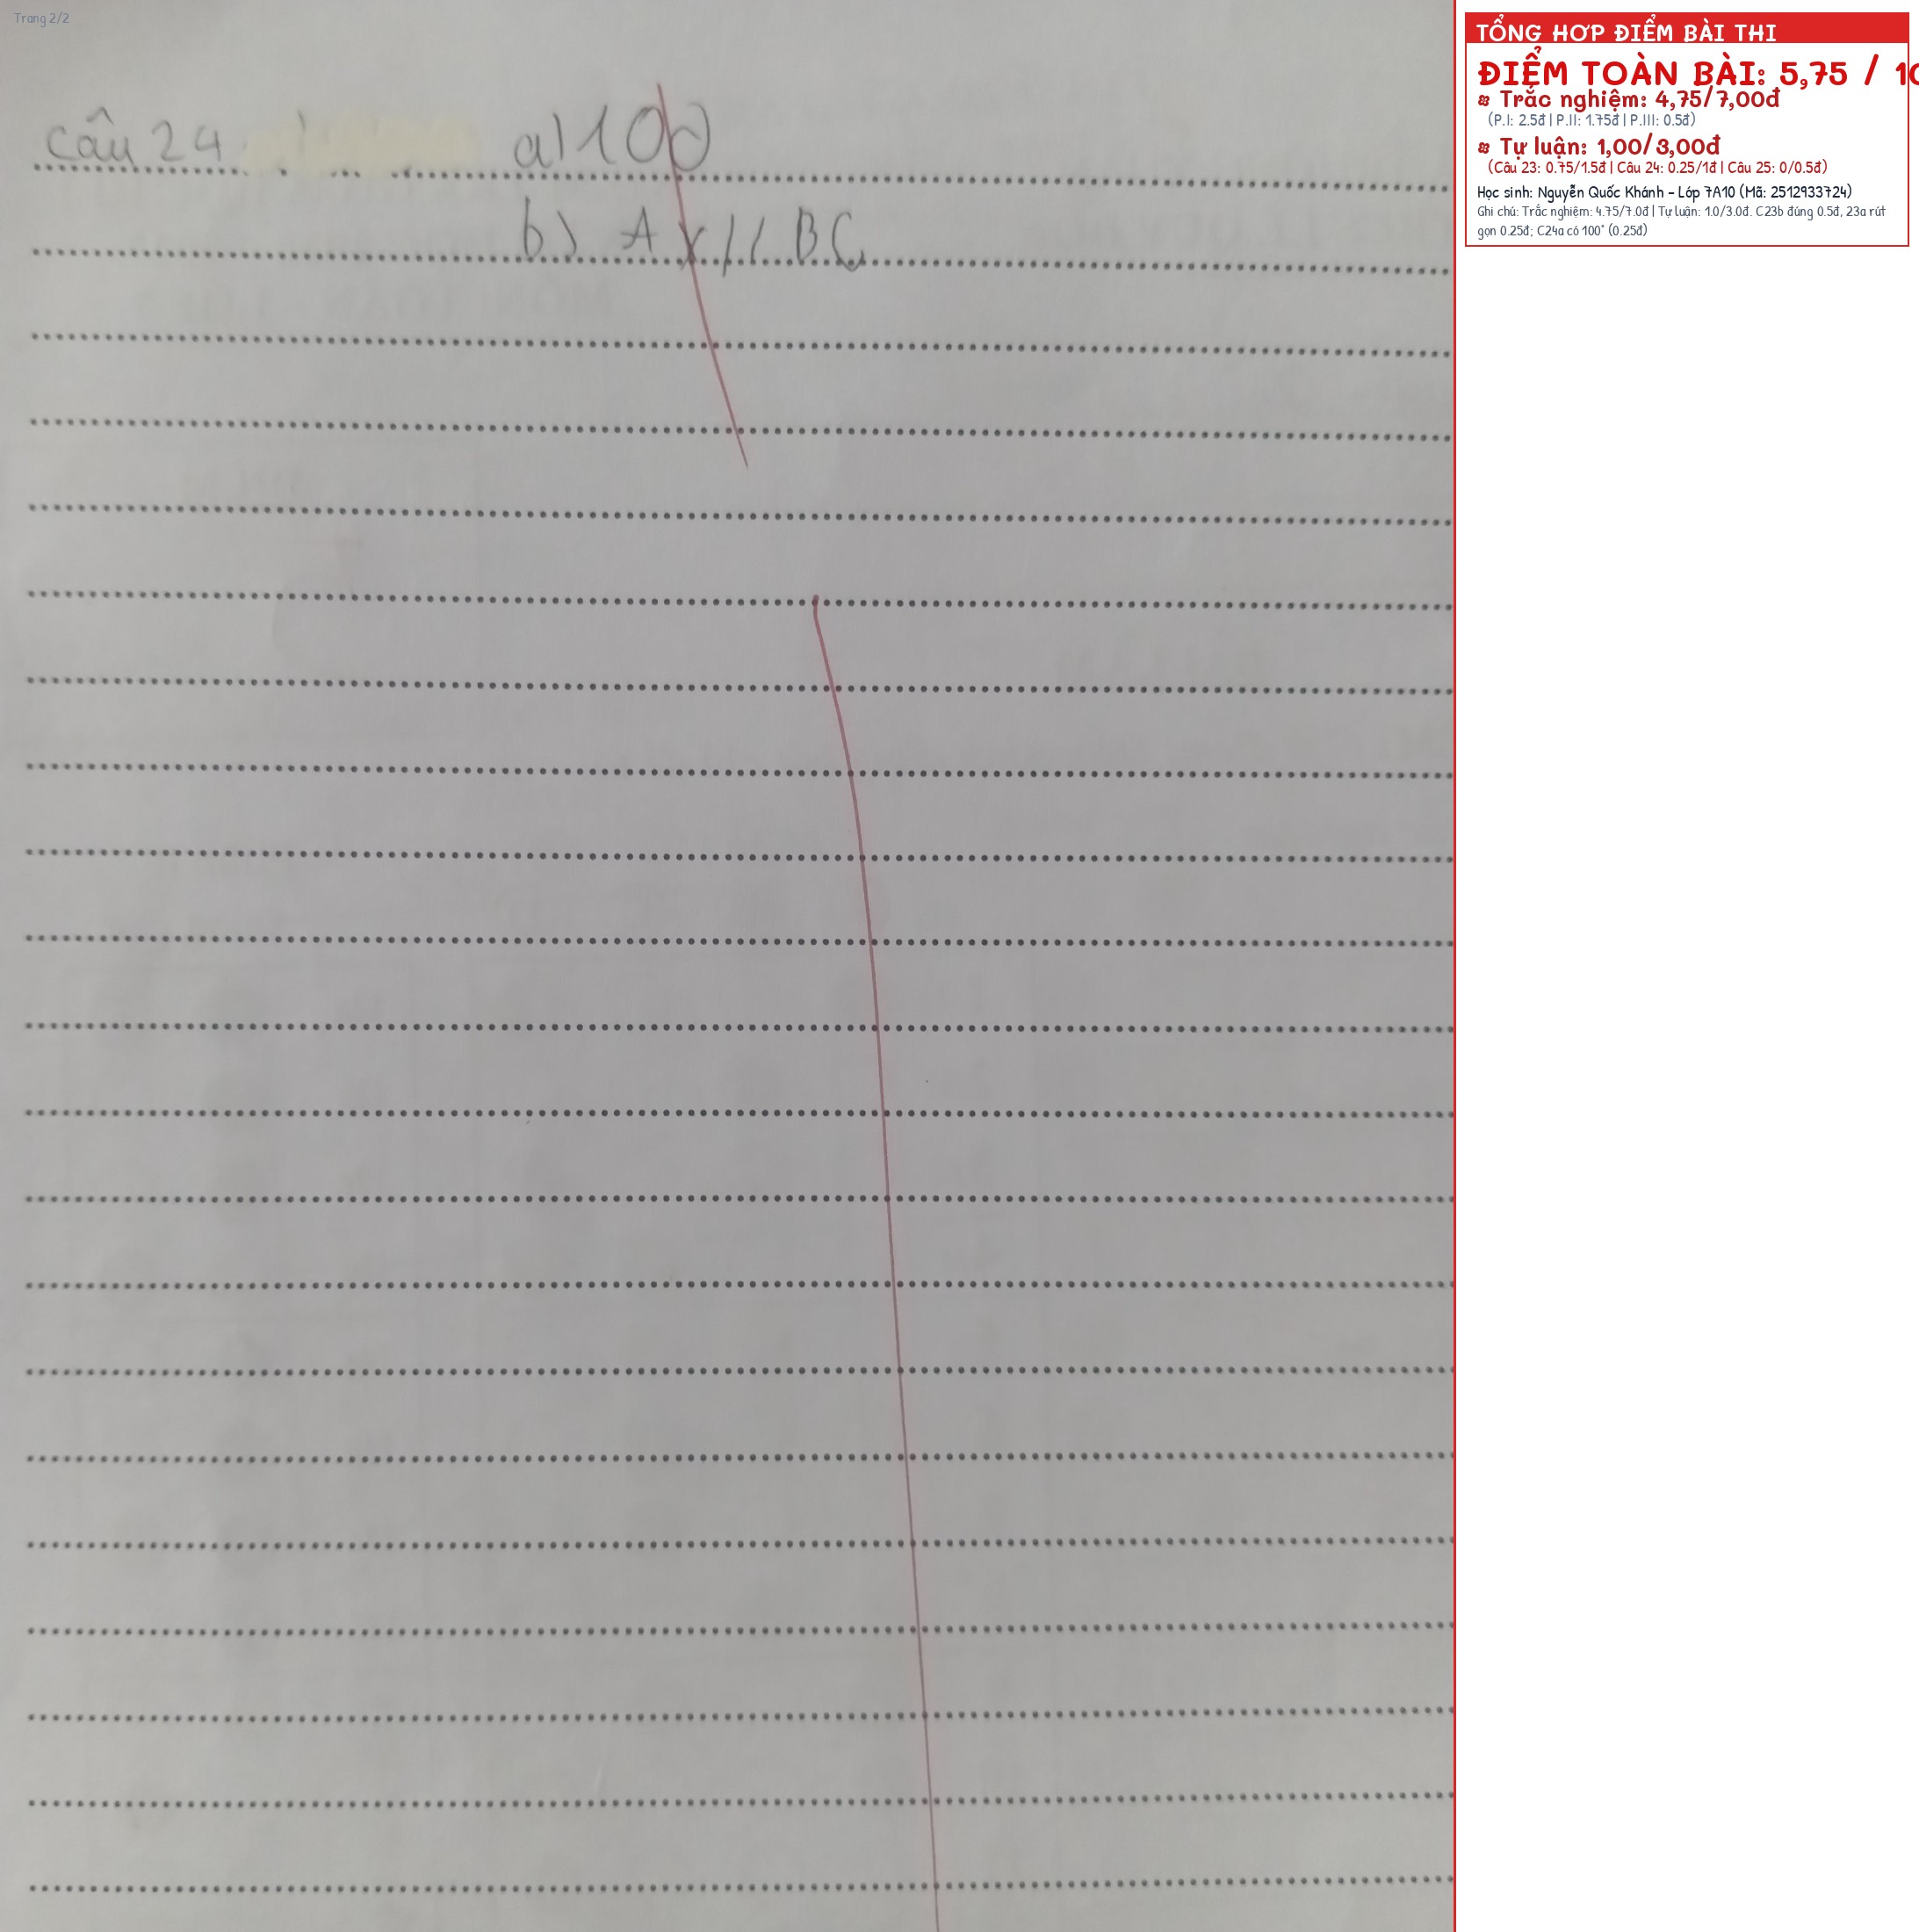 Trang 2/2
Câu 24
a) 100
b) Ax // BC
TỔNG HỢP ĐIỂM BÀI THI
ĐIỂM TOÀN BÀI: 5,75 / 10
Trắc nghiệm: 4,75/7,00đ
(P.I: 2.5đ | P.II: 1.75đ | P.III: 0.5đ)
Tự luận: 1,00/3,00đ
(Câu 23: 0.75/1.5đ | Câu 24: 0.25/1đ | Câu 25: 0/0.5đ)
Học sinh: Nguyễn Quốc Khánh - Lớp 7A10 (Mã: 2512933724)
Ghi chú: Trắc nghiệm: 4.75/7.0đ | Tự luận: 1.0/3.0đ. C23b đúng 0.5đ, 23a rút
gọn 0.25đ; C24a có 100° (0.25đ)